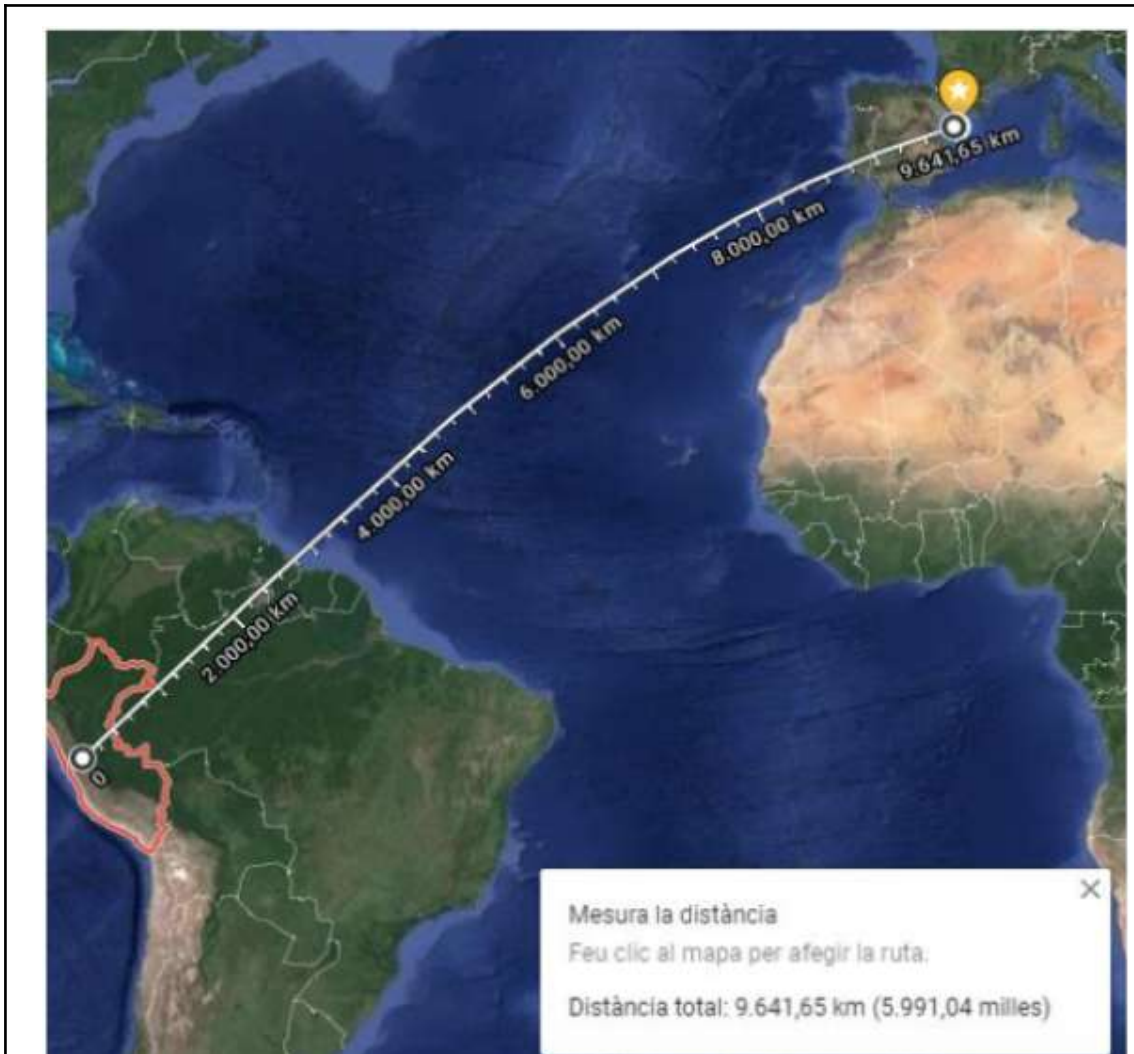 9.641,65 km
8.000,00 km
6.000,00 km
4.000,00 km
2.000,00 km
0
Mesura la distància
Feu clic al mapa per afegir la ruta.
Distància total: 9.641,65 km (5.991,04 milles)